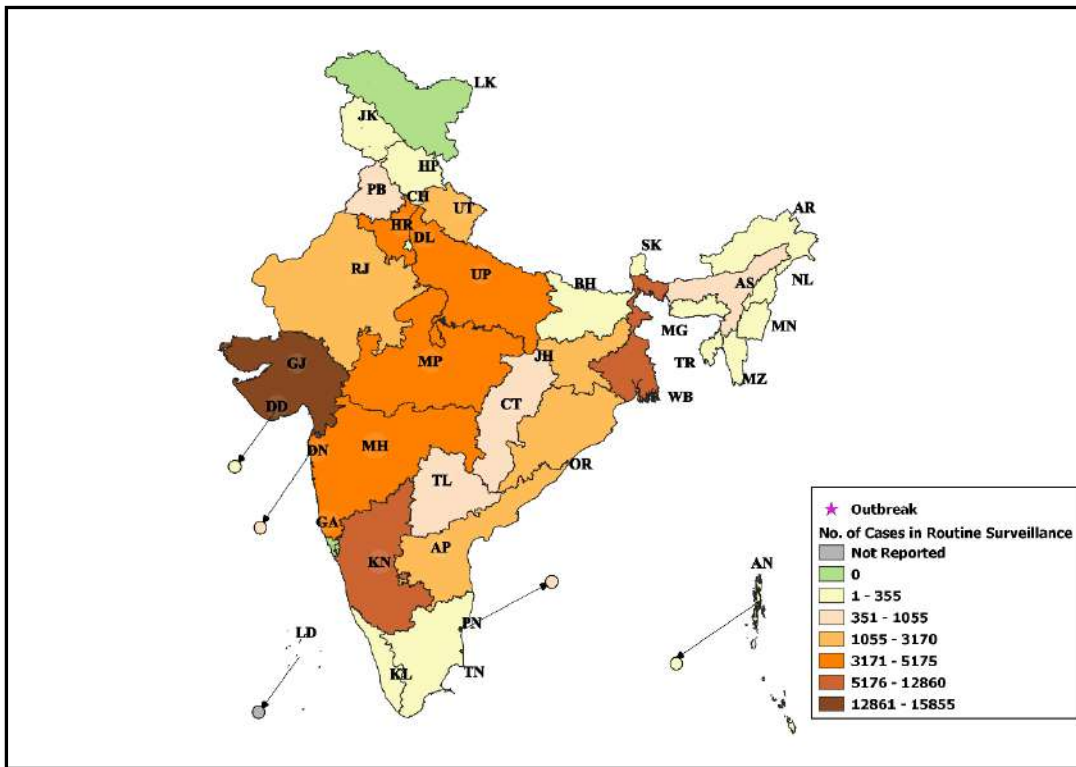 LK
JK
HP
PB
CH
UT
HR
DL
AR
SK
RJ
UP
BH
AS
NL
MG
MN
GJ
MP
JH
TR
MZ
DD
CT
WB
DN
MH
OR
TL
GA
AP
KN
AN
PN
LD
KL
TN
Outbreak
No. of Cases in Routine Surveillance
Not Reported
0
1 - 355
351 - 1055
1055 - 3170
3171 - 5175
5176 - 12860
12861 - 15855